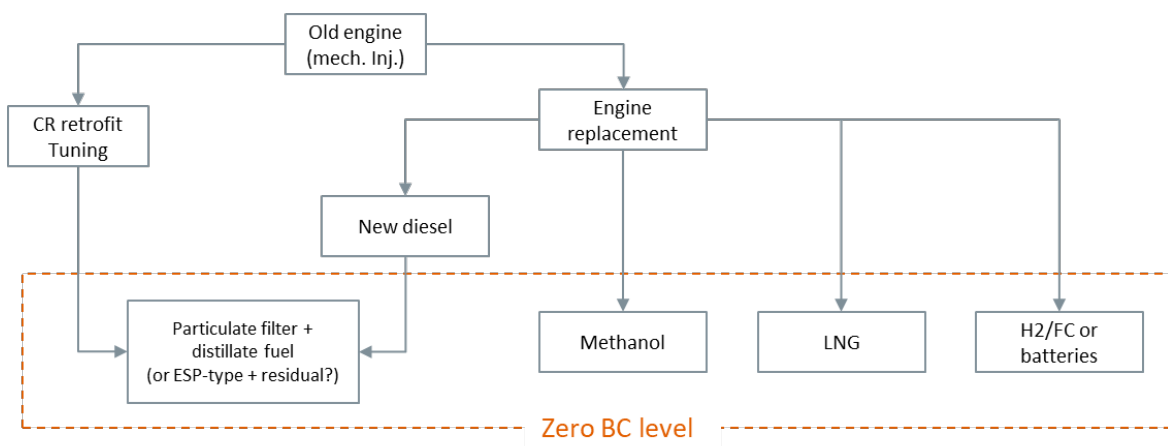 Old engine
(mech. Inj.)
CR retrofit
Tuning
Engine
replacement
New diesel
Particulate filter +
distillate fuel
(or ESP-type + residual?)
Methanol
LNG
H2/FC or
batteries
Zero BC level